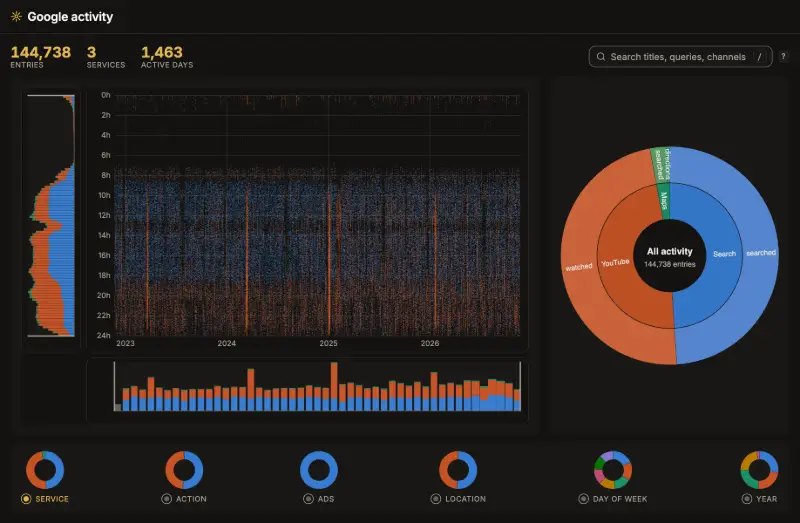 Google activity
144,738
ENTRIES
3
SERVICES
1,463
ACTIVE DAYS
Search titles, queries, channels
/
?
0h
2h
4h
6h
8h
10h
12h
14h
16h
18h
20h
22h
24h
2023
2024
2025
2026
directions
searched
Maps
All activity
144,738 entries
watched
YouTube
Search
searched
SERVICE
ACTION
ADS
LOCATION
DAY OF WEEK
YEAR